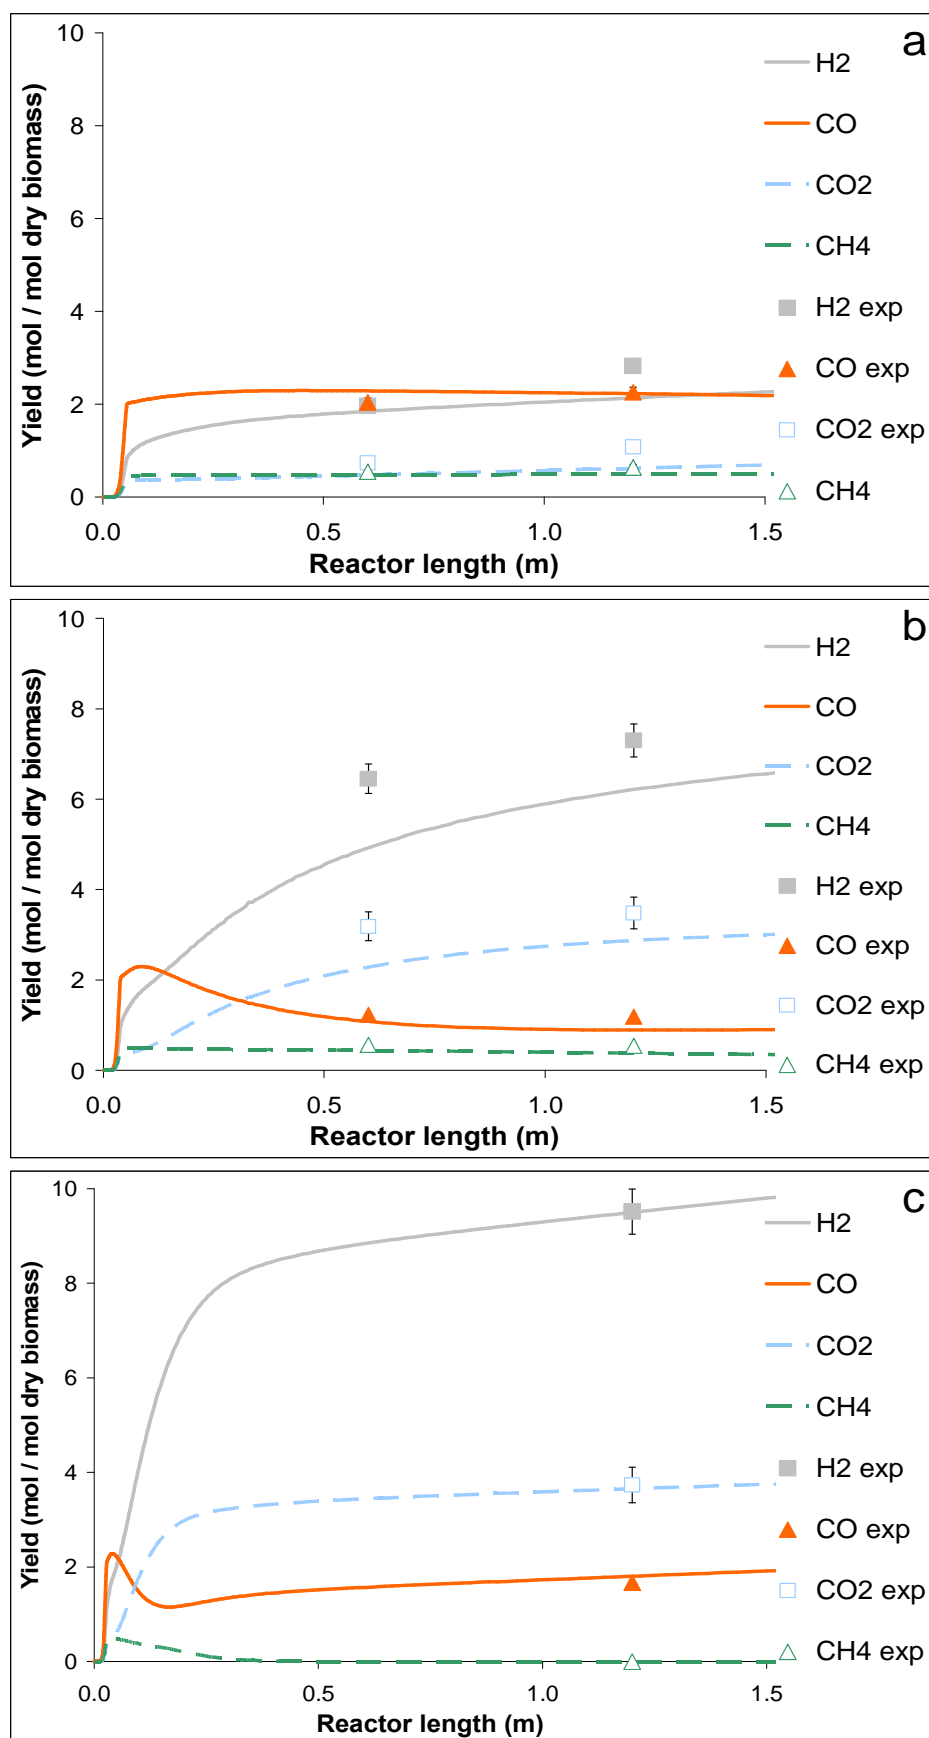 a
10
8
6
4
2
0
Yield (mol / mol dry biomass)
0.0 0.5 1.0 1.5
Reactor length (m)
H2
CO
CO2
CH4
H2 exp
CO exp
CO2 exp
CH4
b
10
8
6
4
2
0
Yield (mol / mol dry biomass)
0.0 0.5 1.0 1.5
Reactor length (m)
H2
CO
CO2
CH4
H2 exp
CO exp
CO2 exp
CH4 exp
c
10
8
6
4
2
0
Yield (mol / mol dry biomass)
0.0 0.5 1.0 1.5
Reactor length (m)
H2
CO
CO2
CH4
H2 exp
CO exp
CO2 exp
CH4 exp